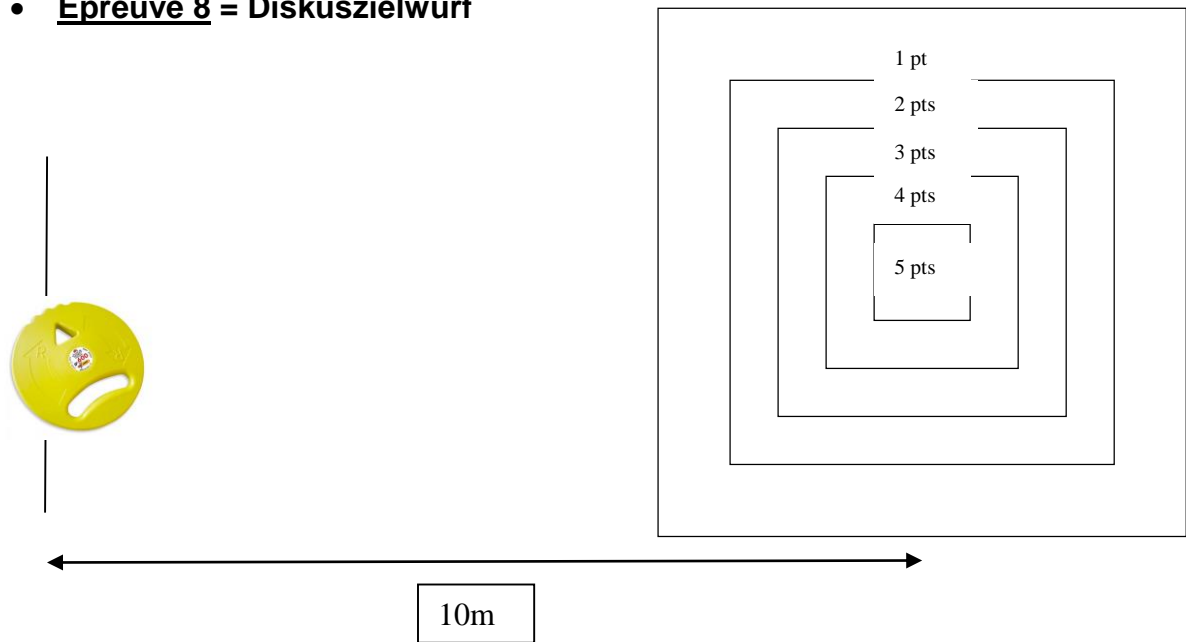 • Epreuve 8 = Diskuszielwurf
1 pt
2 pts
3 pts
4 pts
5 pts
10m